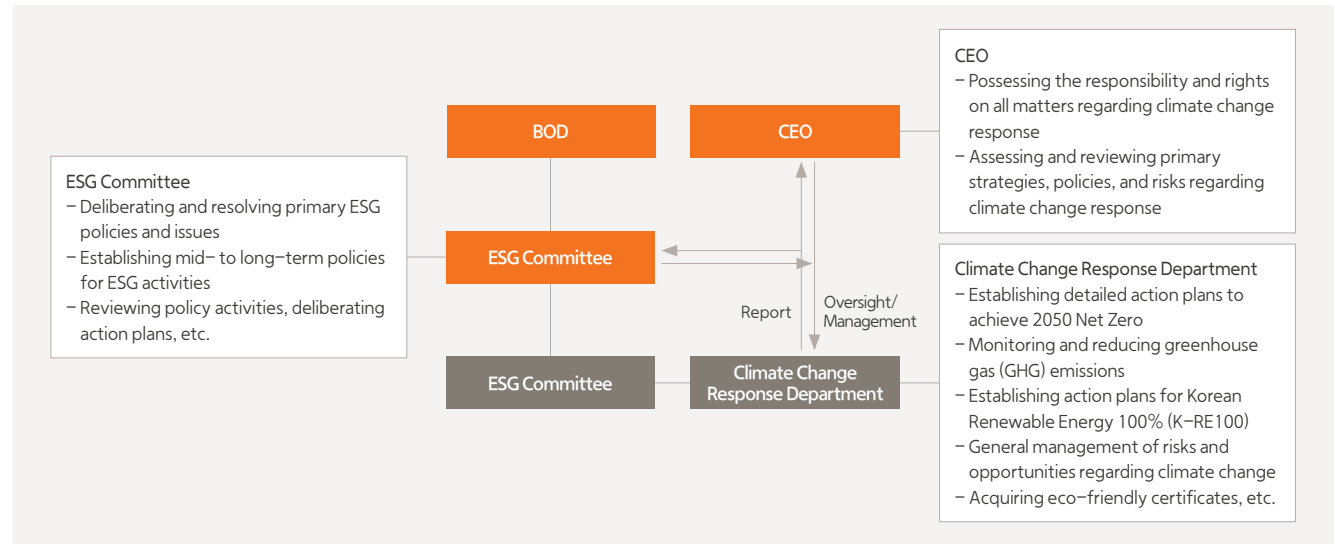 BOD
CEO
ESG Committee
ESG Committee
Climate Change
Response Department
Report
Oversight/
Management
ESG Committee
– Deliberating and resolving primary ESG
policies and issues
– Establishing mid– to long–term policies
for ESG activities
– Reviewing policy activities, deliberating
action plans, etc.
CEO
– Possessing the responsibility and rights
on all matters regarding climate change
response
– Assessing and reviewing primary
strategies, policies, and risks regarding
climate change response
Climate Change Response Department
– Establishing detailed action plans to
achieve 2050 Net Zero
– Monitoring and reducing greenhouse
gas (GHG) emissions
– Establishing action plans for Korean
Renewable Energy 100% (K–RE100)
– General management of risks and
opportunities regarding climate change
– Acquiring eco–friendly certificates, etc.